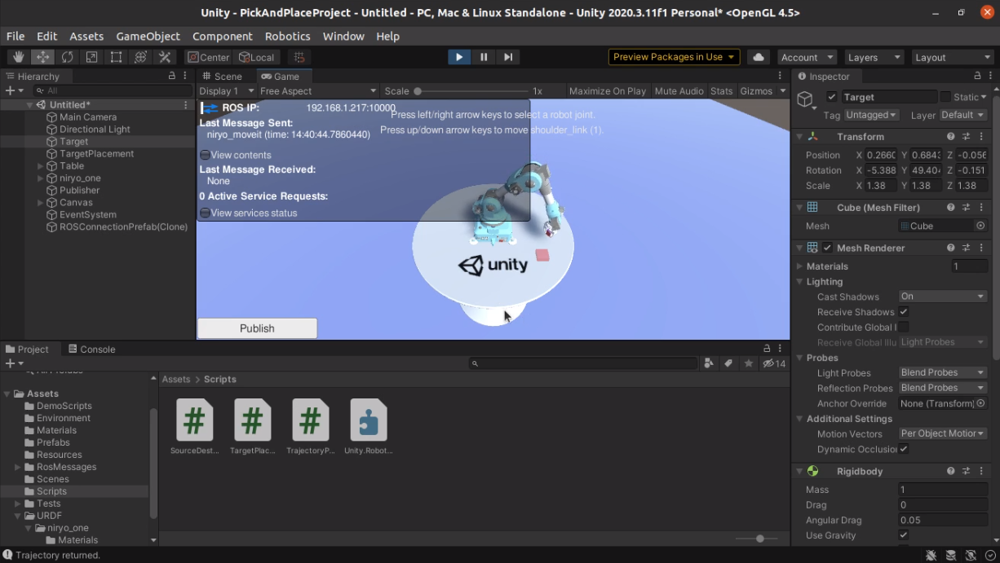 Unity - PickAndPlaceProject - Untitled - PC, Mac & Linux Standalone - Unity 2020.3.11f1 Personal* <OpenGL 4.5>
File Edit Assets GameObject Component Robotics Window Help
Center Local Preview Packages in Use Account Layers Layout
Hierarchy
All
Untitled*
Main Camera
Directional Light
Target
TargetPlacement
Table
niryo_one
Publisher
Canvas
EventSystem
ROSConnectionPrefab(Clone)
Scene Game
Display 1 Free Aspect Scale 1x Maximize On Play Mute Audio Stats Gizmos
ROS IP: 192.168.1.217:10000
Last Message Sent:
niryo_moveit (time: 14:40:44.7860440)
View contents
Last Message Received:
None
0 Active Service Requests:
View services status
Press left/right arrow keys to select a robot joint.
Press up/down arrow keys to move shoulder_link (1).
unity
Publish
Inspector
Target Static
Tag Untagged Layer Default
Transform
Position X 0.2660 Y 0.6843 Z -0.056
Rotation X -5.388 Y 49.404 Z -0.151
Scale X 1.38 Y 1.38 Z 1.38
Cube (Mesh Filter)
Mesh Cube
Mesh Renderer
Materials 1
Lighting
Cast Shadows On
Receive Shadows
Contribute Global I
Receive Global Illu Light Probes
Probes
Light Probes Blend Probes
Reflection Probes Blend Probes
Anchor Override None (Transform)
Additional Settings
Motion Vectors Per Object Motion
Dynamic Occlusion
Rigidbody
Mass 1
Drag 0
Angular Drag 0.05
Use Gravity
Project Console
14
Assets
DemoScripts
Environment
Materials
Prefabs
Resources
RosMessages
Scenes
Scripts
Tests
URDF
niryo_one
Materials
Assets > Scripts
SourceDest... TargetPlac... TrajectoryP... Unity.Robot...
Trajectory returned.